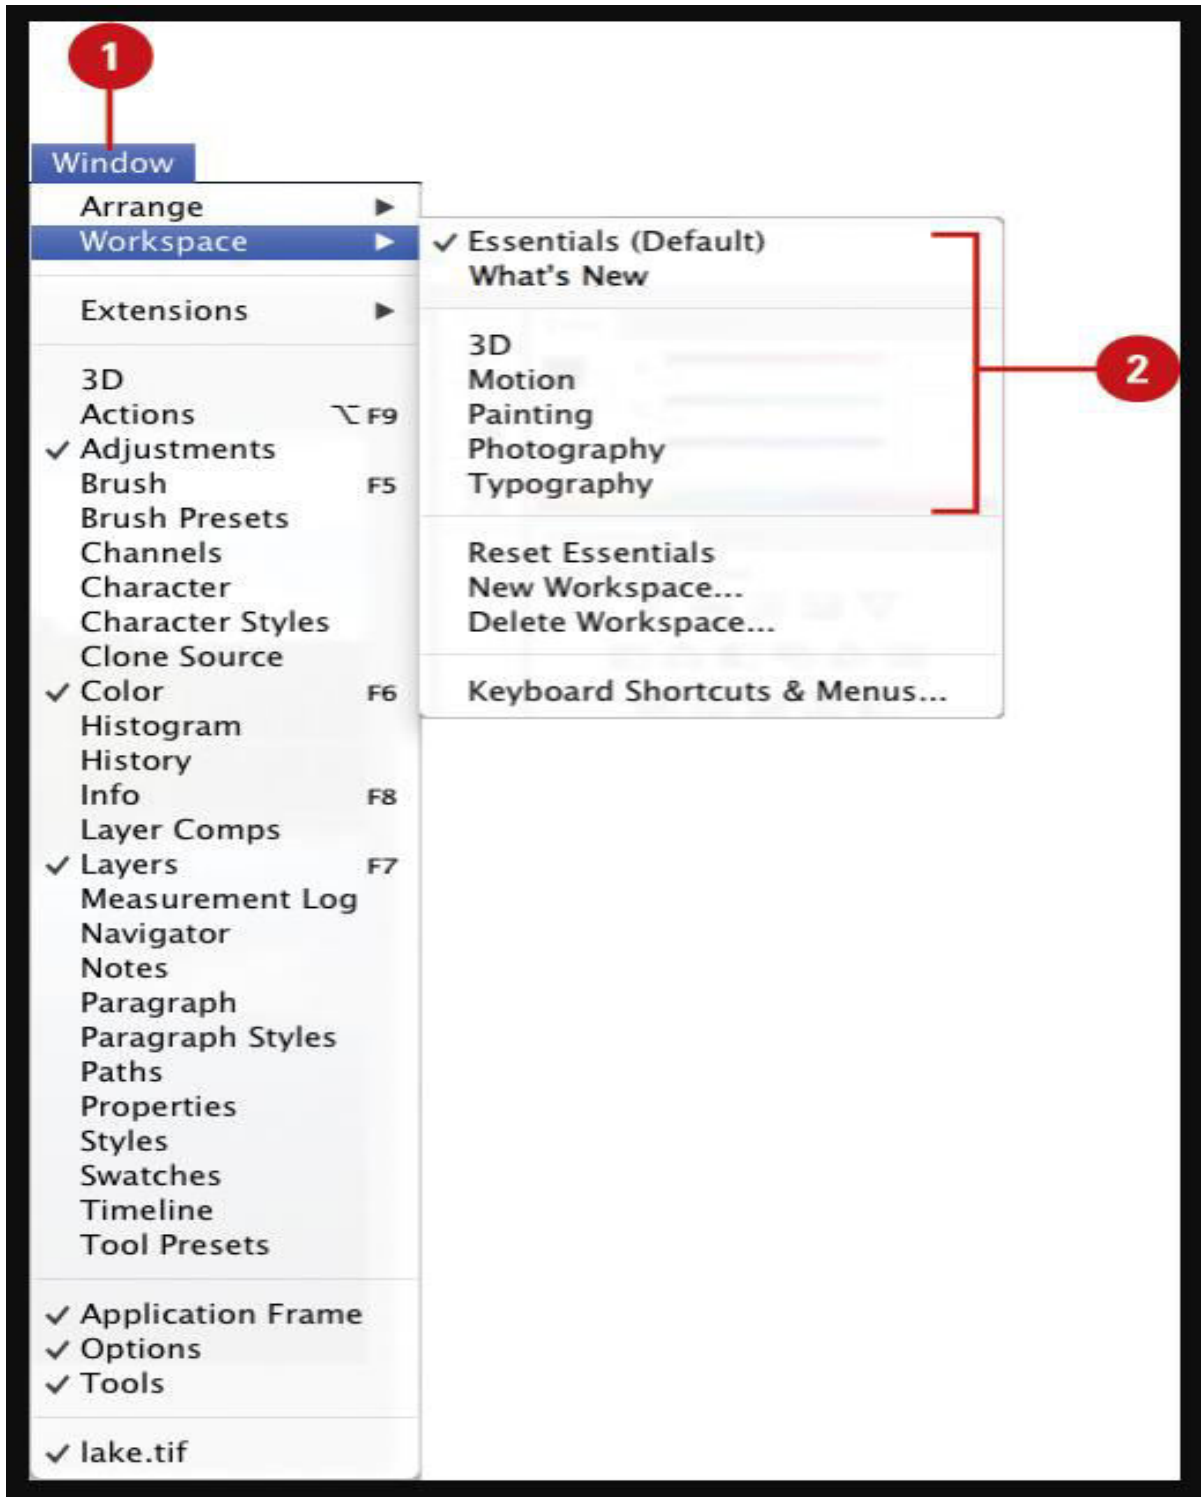 1
Window
Arrange
Workspace
Extensions
3D
Actions ⌥ F9
✓ Adjustments
Brush F5
Brush Presets
Channels
Character
Character Styles
Clone Source
✓ Color F6
Histogram
History
Info F8
Layer Comps
✓ Layers F7
Measurement Log
Navigator
Notes
Paragraph
Paragraph Styles
Paths
Properties
Styles
Swatches
Timeline
Tool Presets
✓ Application Frame
✓ Options
✓ Tools
✓ lake.tif
✓ Essentials (Default)
What's New
3D
Motion
Painting
Photography
Typography
Reset Essentials
New Workspace...
Delete Workspace...
Keyboard Shortcuts & Menus...
2